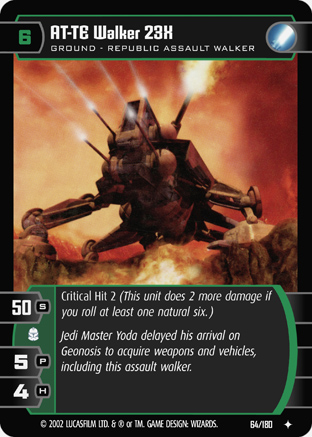 6
AT-TE Walker 23X
GROUND - REPUBLIC ASSAULT WALKER
50 S
5 P
4 H
Critical Hit 2 (This unit does 2 more damage if
you roll at least one natural six.)
Jedi Master Yoda delayed his arrival on
Geonosis to acquire weapons and vehicles,
including this assault walker.
© 2002 LUCASFILM LTD. & ® or TM. GAME DESIGN: WIZARDS.
64/180